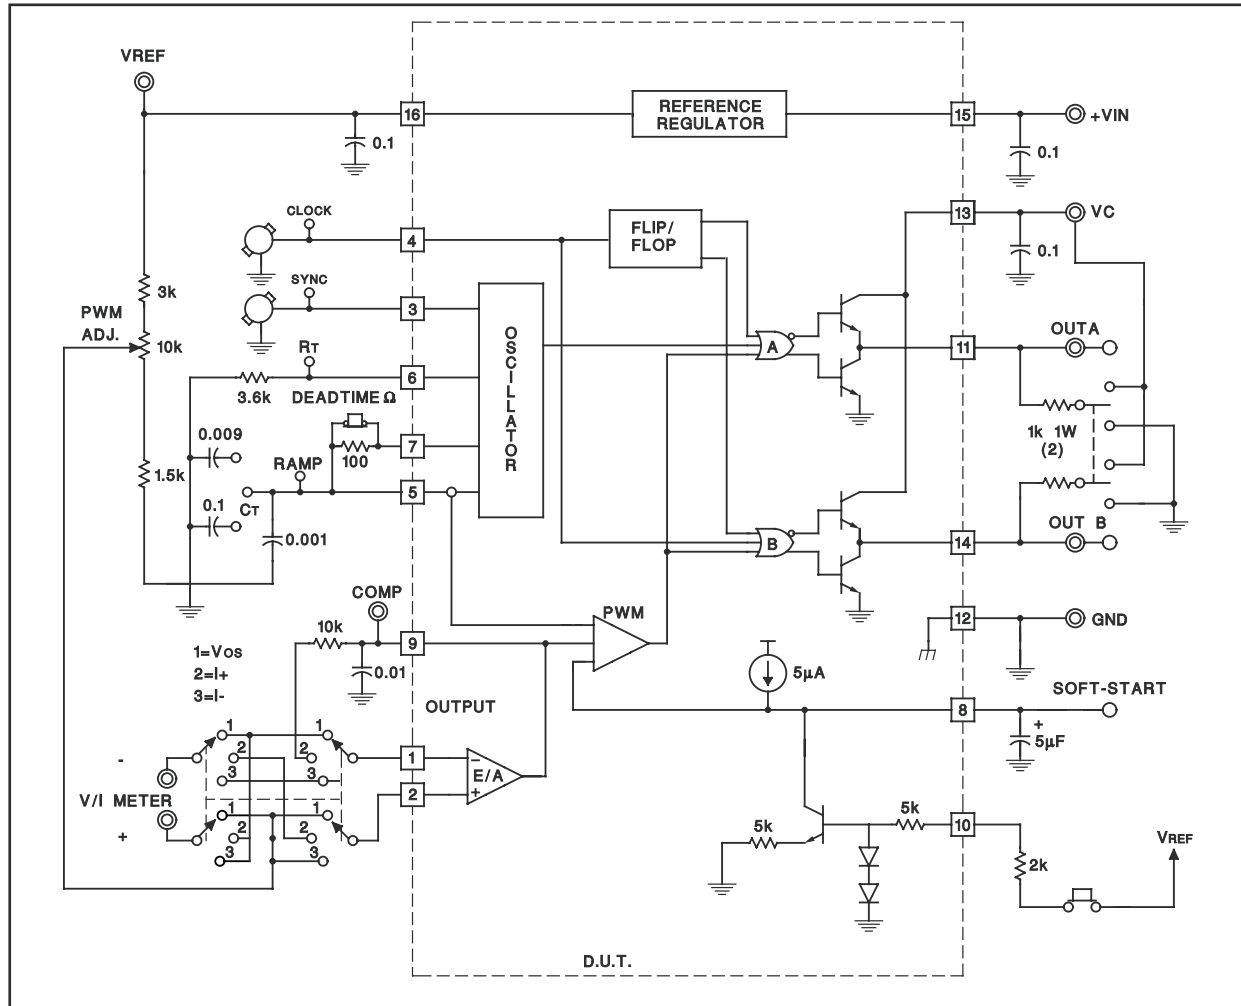 VREF
16
REFERENCE
REGULATOR
15
+VIN
0.1
0.1
CLOCK
4
FLIP/
FLOP
13
VC
0.1
3k
SYNC
3
PWM
ADJ.
10k
OSCILLATOR
A
11
OUTA
RT
6
3.6k
DEADTIME Ω
7
100
1k 1W
(2)
0.009
RAMP
1.5k
5
0.1
CT
0.001
B
14
OUT B
COMP
10k
9
PWM
12
GND
0.01
1=VOS
2=I+
3=I-
5µA
OUTPUT
8
SOFT-START
+
5µF
1
1
2
2
3
3
-
1
−
E/A
+
2
V/I METER
+
1
1
2
2
3
3
5k
5k
10
VREF
2k
D.U.T.